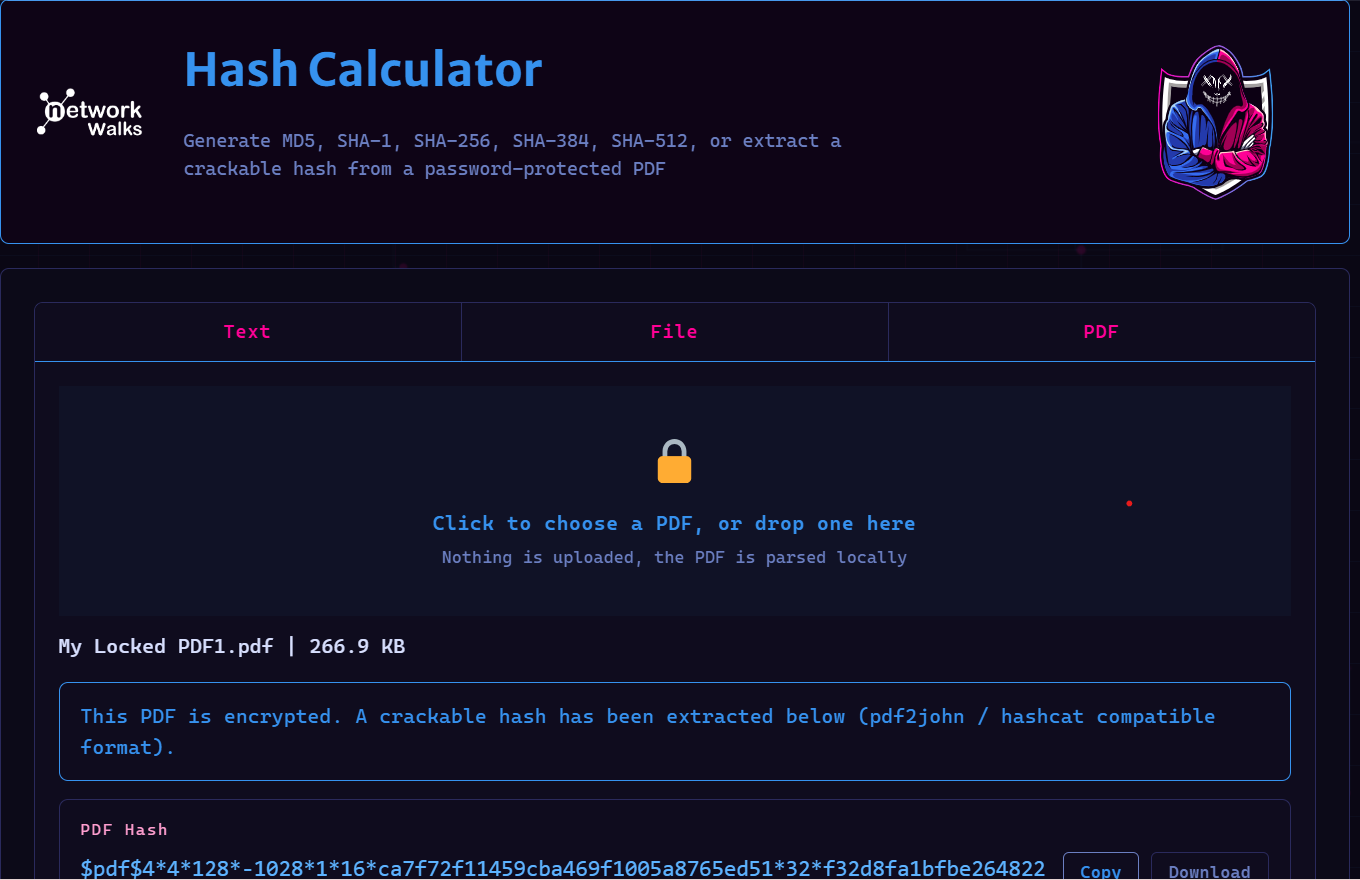 network
Walks
Hash Calculator
Generate MD5, SHA-1, SHA-256, SHA-384, SHA-512, or extract a
crackable hash from a password-protected PDF
Text
File
PDF
Click to choose a PDF, or drop one here
Nothing is uploaded, the PDF is parsed locally
My Locked PDF1.pdf | 266.9 KB
This PDF is encrypted. A crackable hash has been extracted below (pdf2john / hashcat compatible
format).
PDF Hash
$pdf$4*4*128*-1028*1*16*ca7f72f11459cba469f1005a8765ed51*32*f32d8fa1bfbe264822
Copy
Download